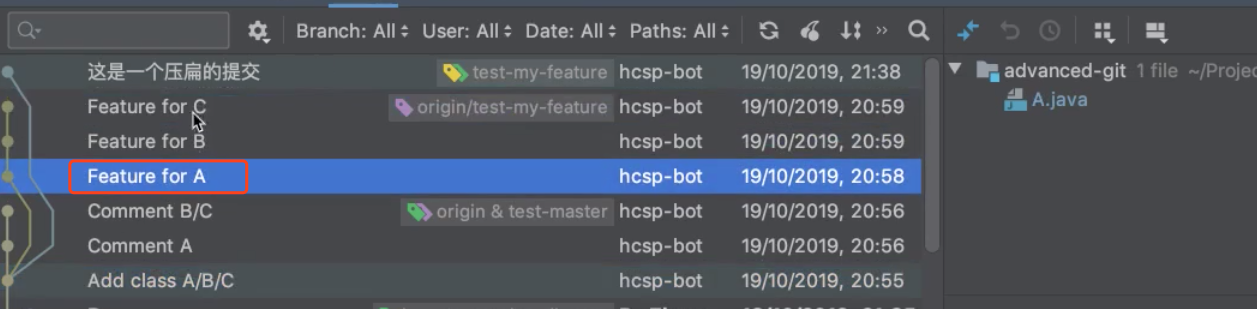 Branch: All User: All Date: All Paths: All
这是一个压扁的提交 test-my-feature hcsp-bot 19/10/2019, 21:38
Feature for C origin/test-my-feature hcsp-bot 19/10/2019, 20:59
Feature for B hcsp-bot 19/10/2019, 20:59
Feature for A hcsp-bot 19/10/2019, 20:58
Comment B/C origin & test-master hcsp-bot 19/10/2019, 20:56
Comment A hcsp-bot 19/10/2019, 20:56
Add class A/B/C hcsp-bot 19/10/2019, 20:55
advanced-git 1 file ~/Projec
A.java